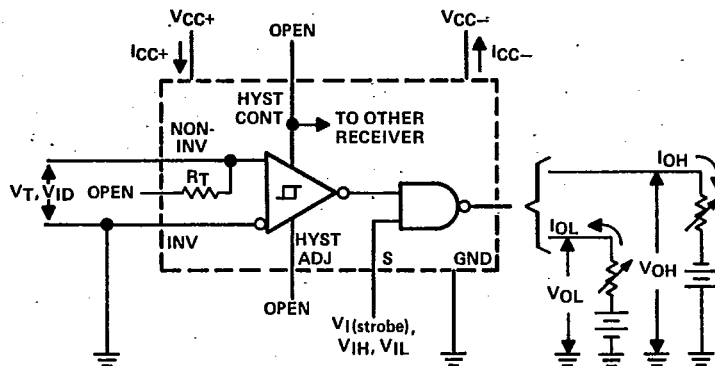 VCC+
ICC+
OPEN
VCC–
ICC–
HYST
CONT
TO OTHER
RECEIVER
NON-
INV
RT
VT, VID
OPEN
INV
HYST
ADJ
S
GND
OPEN
VI(strobe),
VIH, VIL
IOH
IOL
VOH
VOL